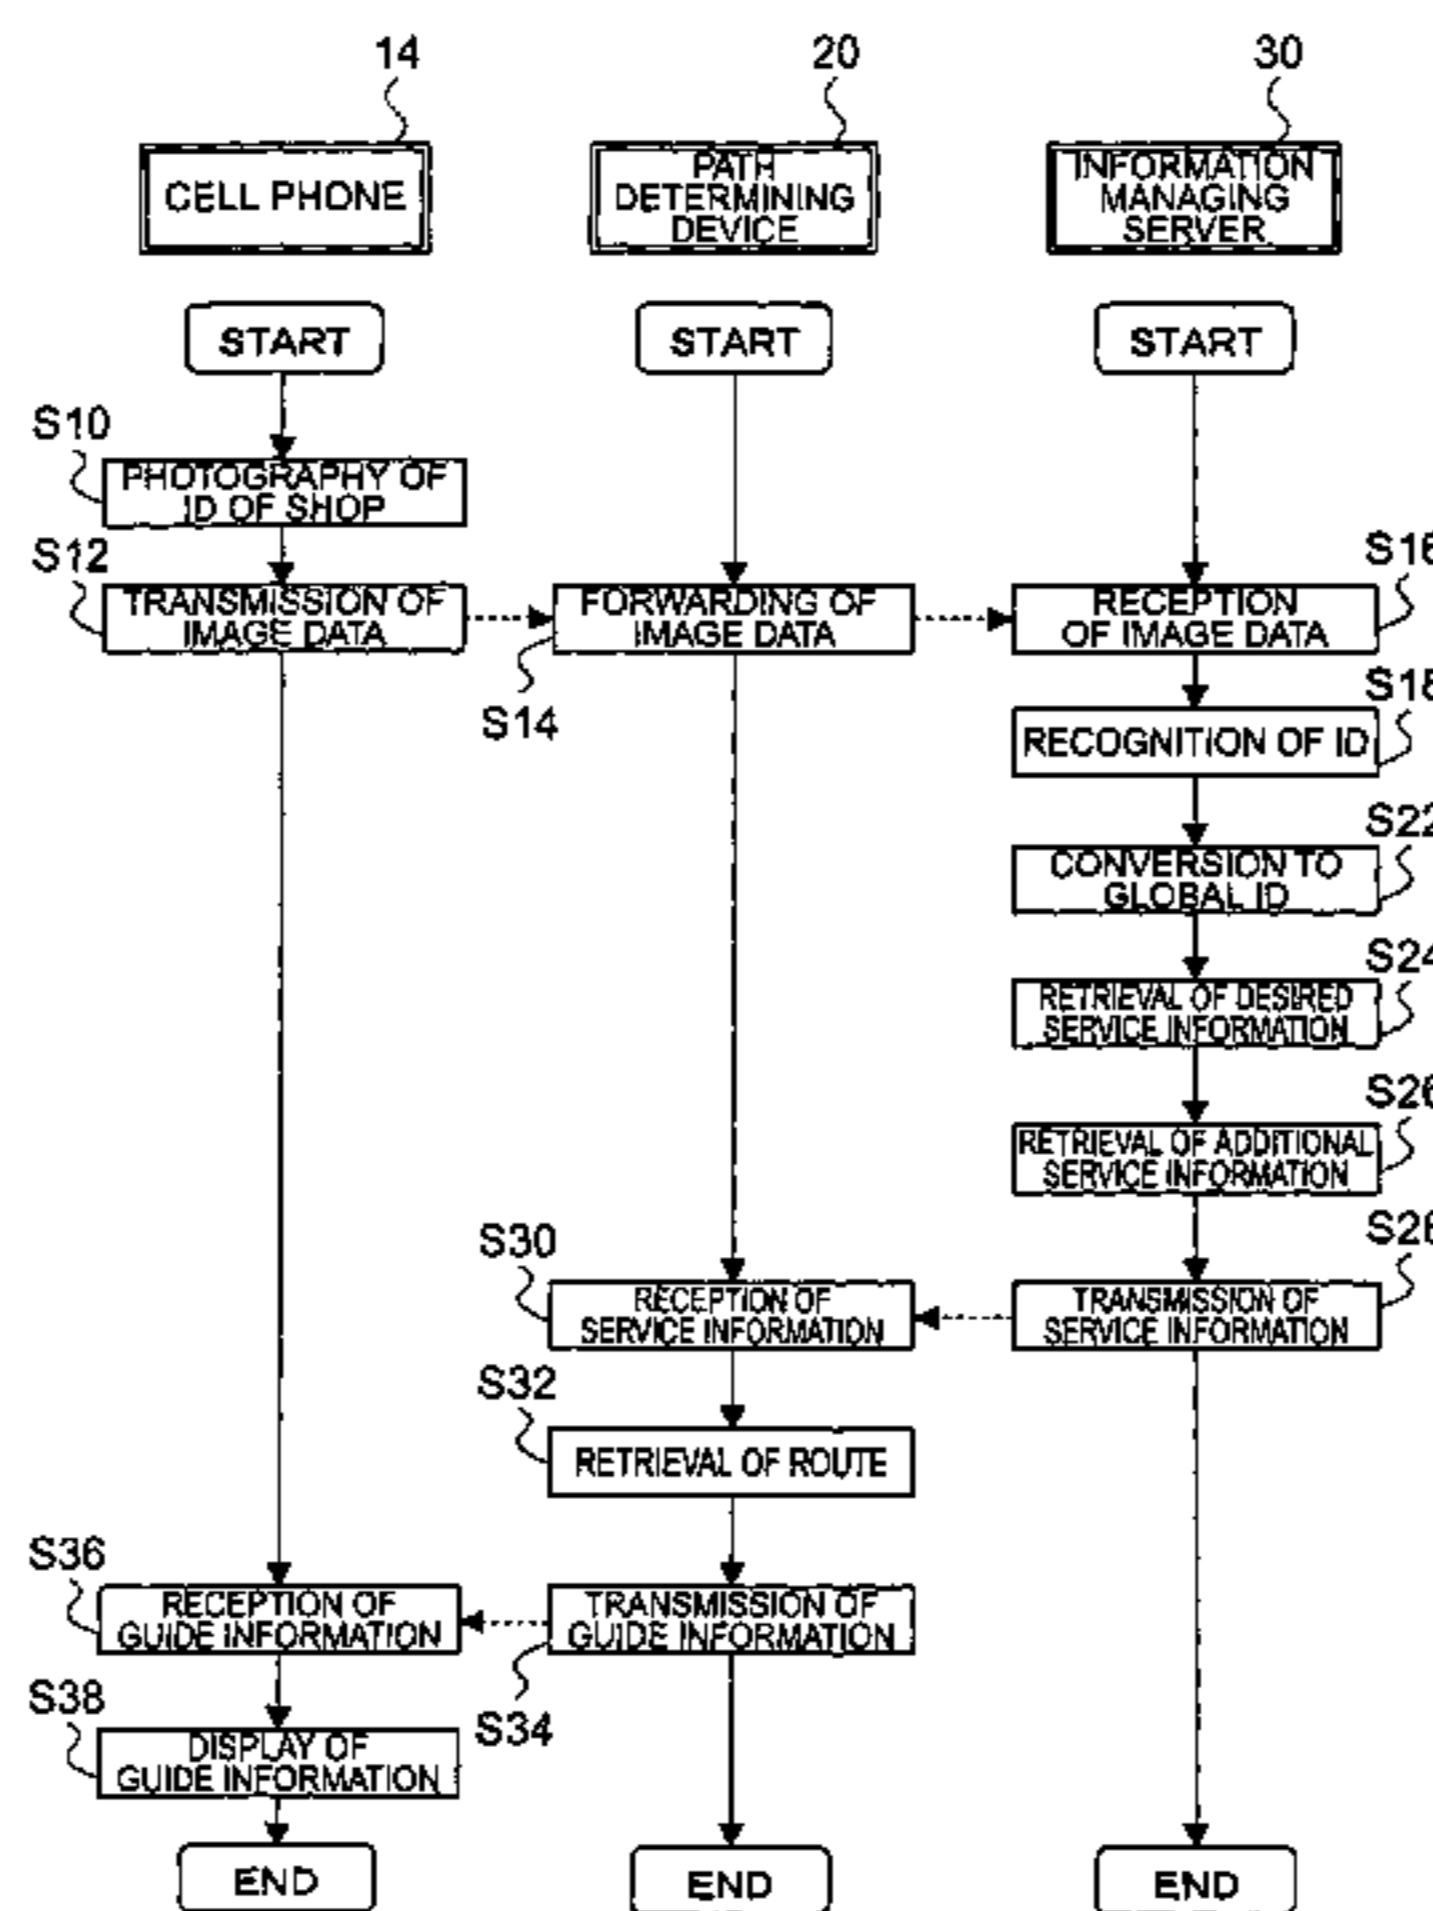 14
20
30
CELL PHONE
PATH
DETERMINING
DEVICE
INFORMATION
MANAGING
SERVER
START
START
START
S10
PHOTOGRAPHY OF
ID OF SHOP
S12
TRANSMISSION OF
IMAGE DATA
FORWARDING OF
IMAGE DATA
S14
RECEPTION
OF IMAGE DATA
S16
RECOGNITION OF ID
CONVERSION TO
GLOBAL ID
S22
RETRIEVAL OF DESIRED
SERVICE INFORMATION
S24
RETRIEVAL OF ADDITIONAL
SERVICE INFORMATION
S26
S30
RECEPTION OF
SERVICE INFORMATION
TRANSMISSION OF
SERVICE INFORMATION
S32
RETRIEVAL OF ROUTE
S36
RECEPTION OF
GUIDE INFORMATION
TRANSMISSION OF
GUIDE INFORMATION
S34
S38
DISPLAY OF
GUIDE INFORMATION
END
END
END